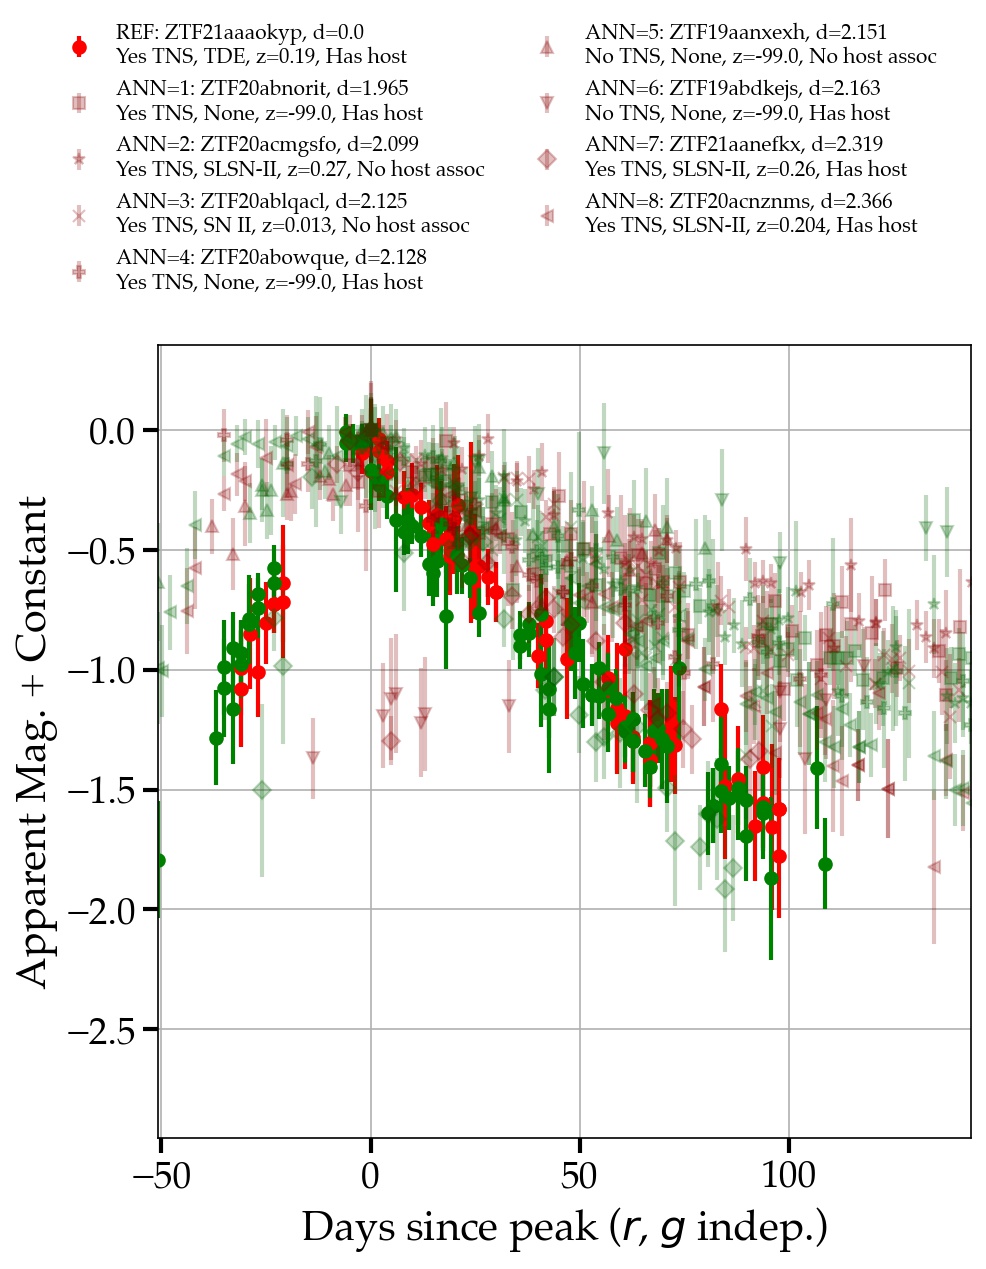 REF: ZTF21aaaokyp, d=0.0
Yes TNS, TDE, z=0.19, Has host
ANN=1: ZTF20abnorit, d=1.965
Yes TNS, None, z=-99.0, Has host
ANN=2: ZTF20acmgsfo, d=2.099
Yes TNS, SLSN-II, z=0.27, No host assoc
ANN=3: ZTF20ablqacl, d=2.125
Yes TNS, SN II, z=0.013, No host assoc
ANN=4: ZTF20abowque, d=2.128
Yes TNS, None, z=-99.0, Has host
ANN=5: ZTF19aanxexh, d=2.151
No TNS, None, z=-99.0, No host assoc
ANN=6: ZTF19abdkejs, d=2.163
No TNS, None, z=-99.0, Has host
ANN=7: ZTF21aanefkx, d=2.319
Yes TNS, SLSN-II, z=0.26, Has host
ANN=8: ZTF20acnznms, d=2.366
Yes TNS, SLSN-II, z=0.204, Has host
Apparent Mag. + Constant
0.0
−0.5
−1.0
−1.5
−2.0
−2.5
−50
0
50
100
Days since peak (r, g indep.)